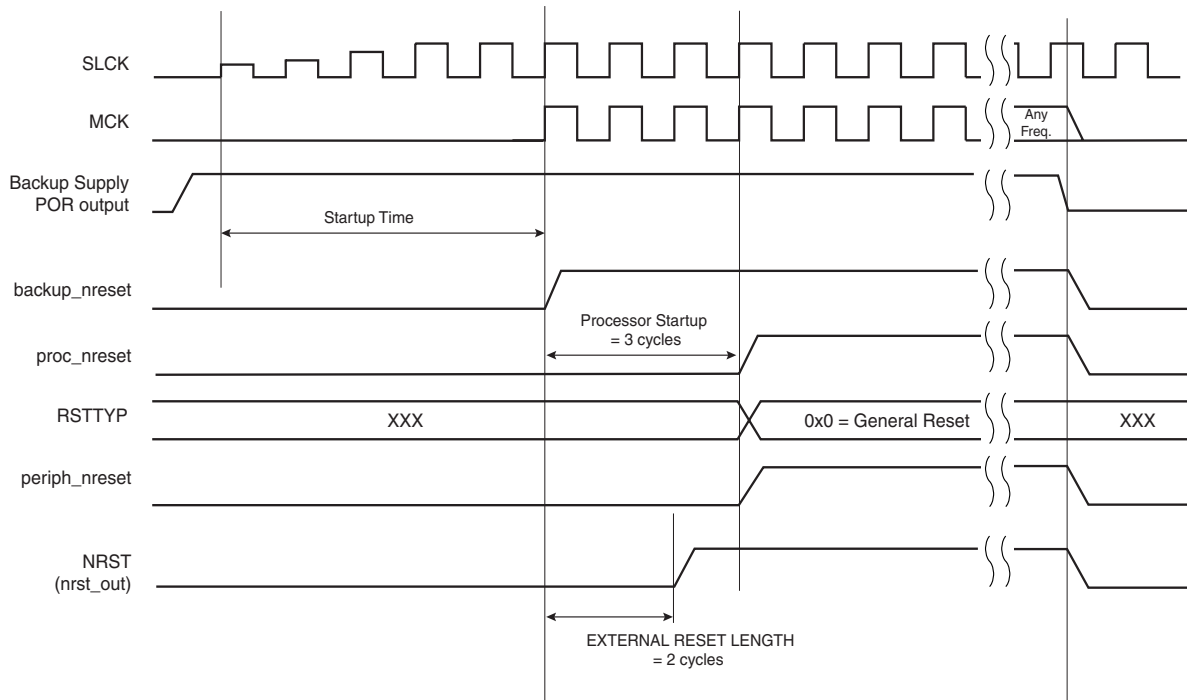 SLCK
MCK
Any
Freq.
Backup Supply
POR output
Startup Time
backup_nreset
Processor Startup
= 3 cycles
proc_nreset
RSTTYP
XXX
0x0 = General Reset
XXX
periph_nreset
NRST
(nrst_out)
EXTERNAL RESET LENGTH
= 2 cycles